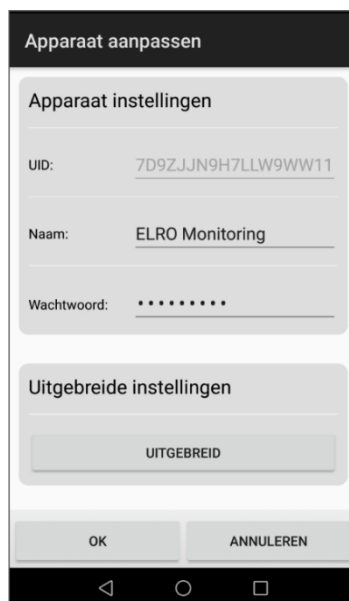 Apparaat aanpassen
Apparaat instellingen
UID: 7D9ZJJN9H7LLW9WW11
Naam: ELRO Monitoring
Wachtwoord: •••••••••
Uitgebreide instellingen
UITGEBREID
OK ANNULEREN